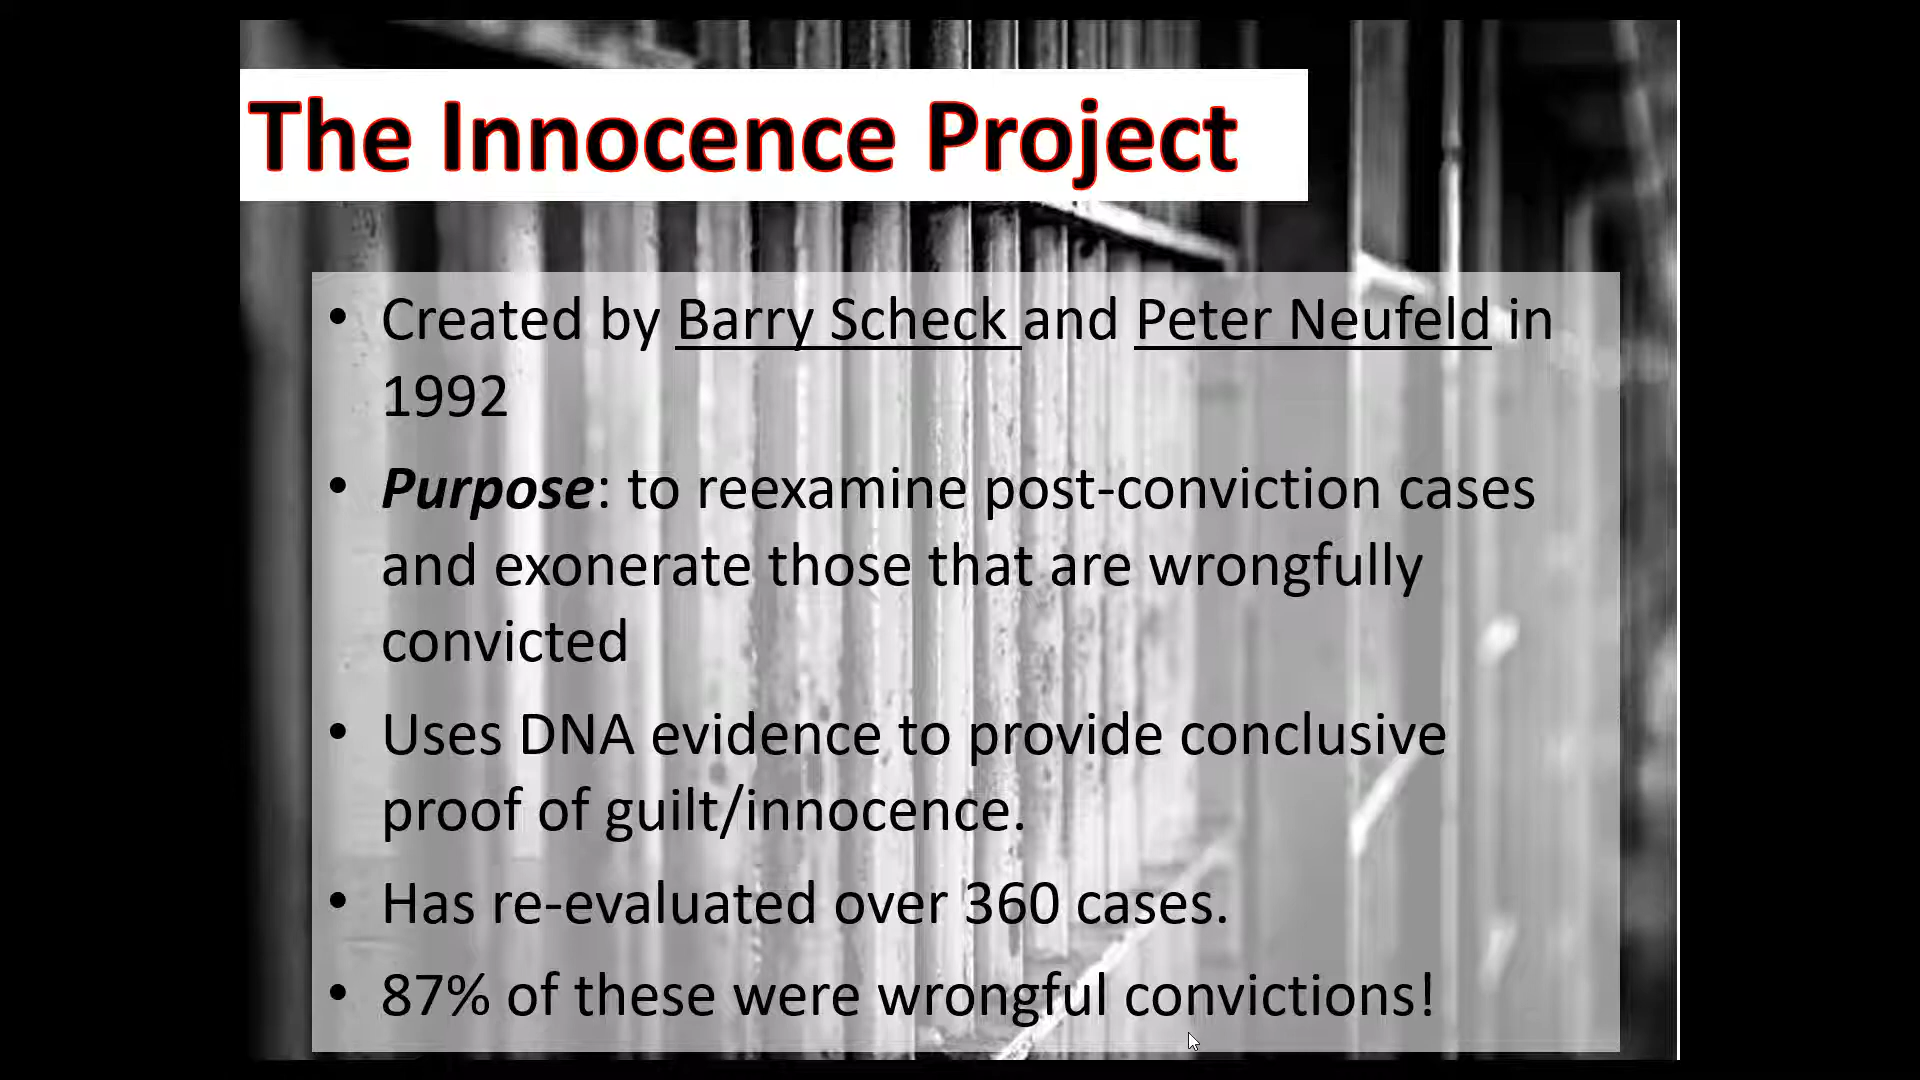 The Innocence Project
• Created by Barry Scheck and Peter Neufeld in
1992
• Purpose: to reexamine post-conviction cases
and exonerate those that are wrongfully
convicted
• Uses DNA evidence to provide conclusive
proof of guilt/innocence.
• Has re-evaluated over 360 cases.
• 87% of these were wrongful convictions!